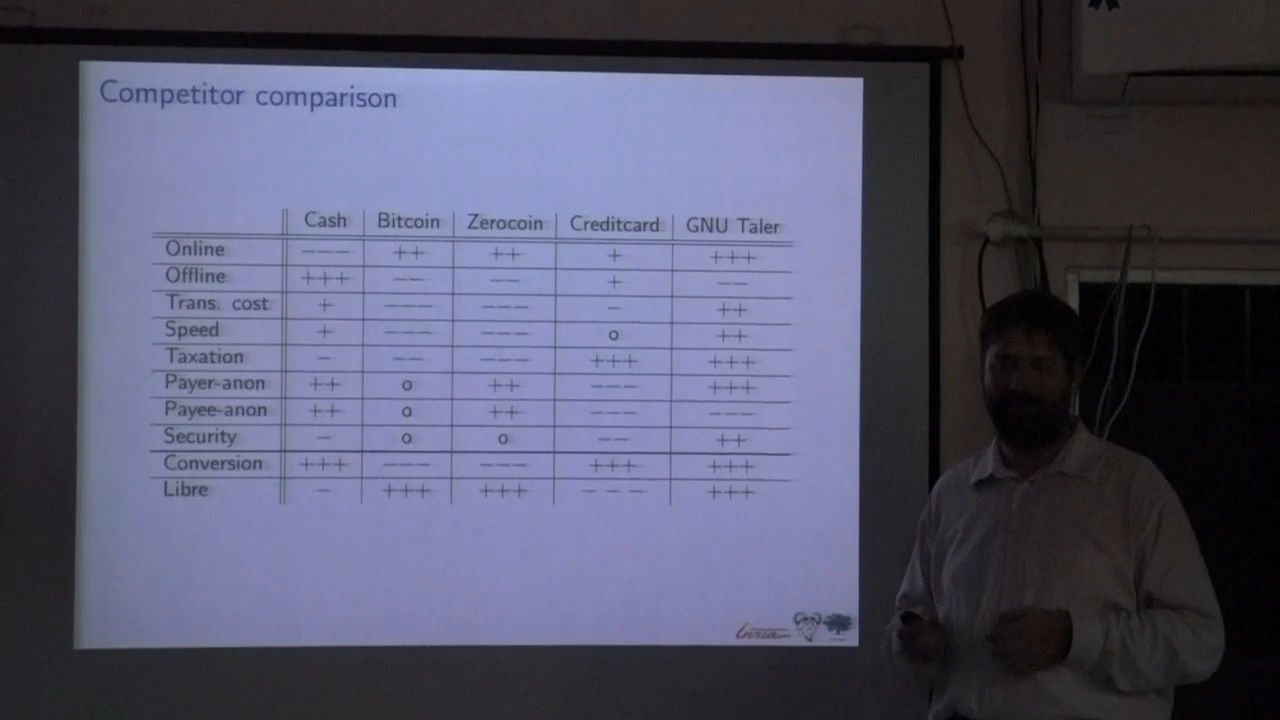 Competitor comparison
Cash Bitcoin Zerocoin Creditcard GNU Taler
Online −−− ++ ++ + +++
Offline +++ −− −− + −−
Trans. cost + −−− −−− − ++
Speed + −−− −−− o ++
Taxation − −− −−− +++ +++
Payer-anon ++ o ++ −−− +++
Payee-anon ++ o ++ −−− −−−
Security − o o −− ++
Conversion +++ −−− −−− +++ +++
Libre − +++ +++ −−− +++
Inria